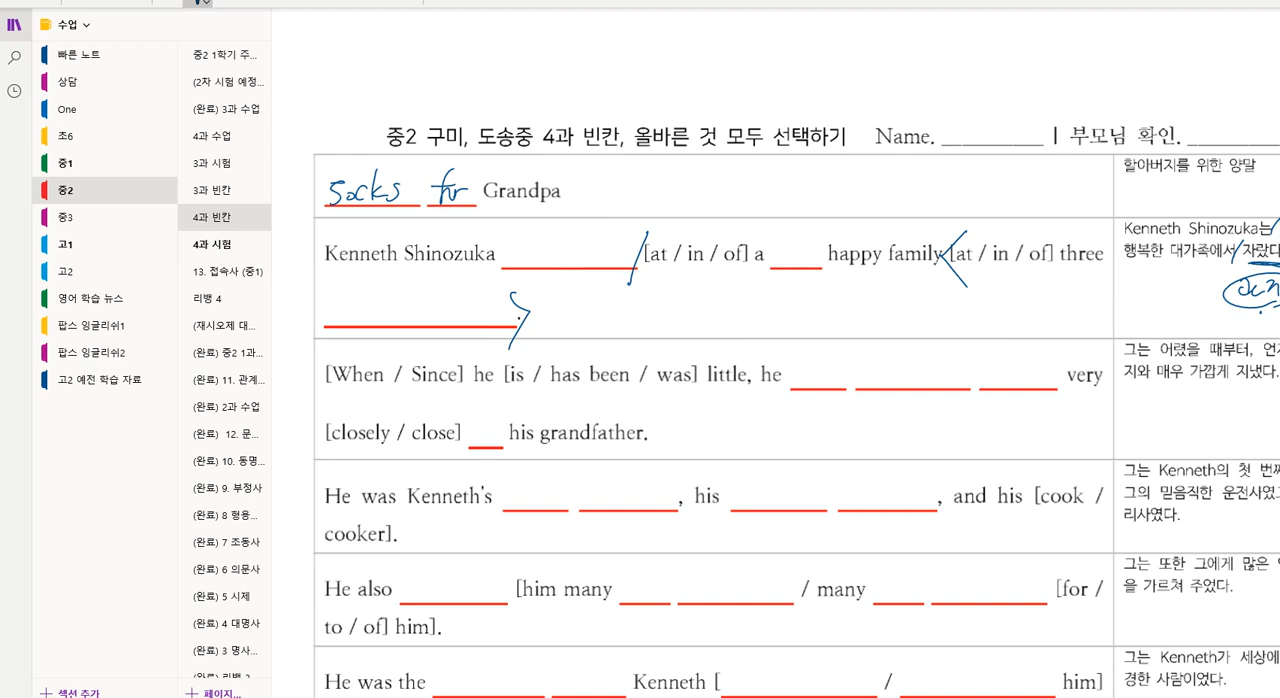 수업
빠른 노트
상담
One
초6
중1
중2
중3
고1
고2
영어 학습 뉴스
팝스 잉글리쉬1
팝스 잉글리쉬2
고2 예전 학습 자료
섹션 추가
중2 1학기 주...
(2차 시험 예정...
(완료) 3과 수업
4과 수업
3과 시험
3과 빈칸
4과 빈칸
4과 시험
13. 접속사 (중1)
리뱅 4
(재시오제 대...
(완료) 중2 1과...
(완료) 11. 관계...
(완료) 2과 수업
(완료) 12. 문...
(완료) 10. 동명...
(완료) 9. 부정사
(완료) 8 형용...
(완료) 7 조동사
(완료) 6 의문사
(완료) 5 시제
(완료) 4 대명사
(완료) 3 명사...
페이지...
중2 구미, 도송중 4과 빈칸, 올바른 것 모두 선택하기 Name. __________ | 부모님 확인. __________
socks for Grandpa
할아버지를 위한 양말
Kenneth Shinozuka ________ [at / in / of] a ____ happy family [at / in / of] three
____________.
Kenneth Shinozuka는
행복한 대가족에서 자랐다
[When / Since] he [is / has been / was] little, he ____ ________ ______ very
[closely / close] ___ his grandfather.
그는 어렸을 때부터, 언
지와 매우 가깝게 지냈다.
He was Kenneth's _____ _______, his _______ _______, and his [cook /
cooker].
그는 Kenneth의 첫 번째
그의 믿음직한 운전사였고
리사였다.
He also ________ [him many ____ ________ / many ____ ________ [for /
to / of] him].
그는 또한 그에게 많은
을 가르쳐 주었다.
He was the ________ ______ Kenneth [____________ / ____________ him]
그는 Kenneth가 세상에
경한 사람이었다.